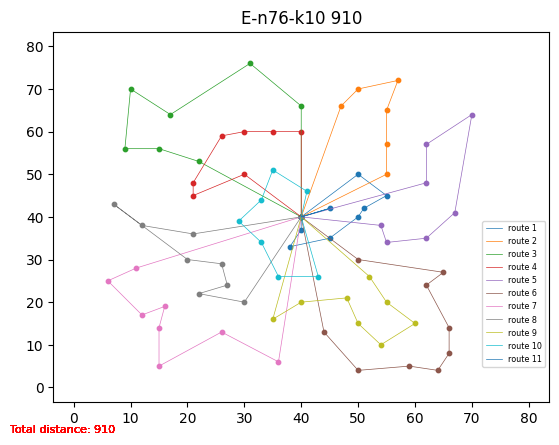 E-n76-k10 910
80
70
60
50
40
30
20
10
0
route 1
route 2
route 3
route 4
route 5
route 6
route 7
route 8
route 9
route 10
route 11
0 10 20 30 40 50 60 70 80
Total distance: 910